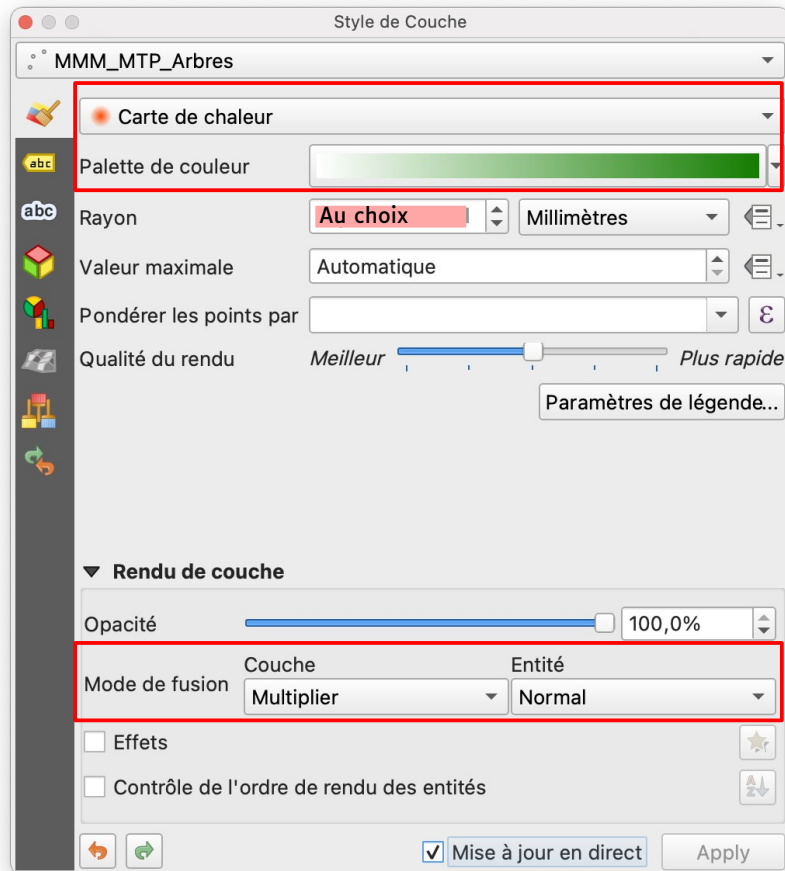 Style de Couche
MMM_MTP_Arbres
Carte de chaleur
abc
Palette de couleur
abc
Rayon Au choix Millimètres
Valeur maximale Automatique
Pondérer les points par ε
Qualité du rendu Meilleur Plus rapide
Paramètres de légende...
▼ Rendu de couche
Opacité 100,0%
Couche Entité
Mode de fusion Multiplier Normal
Effets
Contrôle de l'ordre de rendu des entités
A
Z
Mise à jour en direct Apply